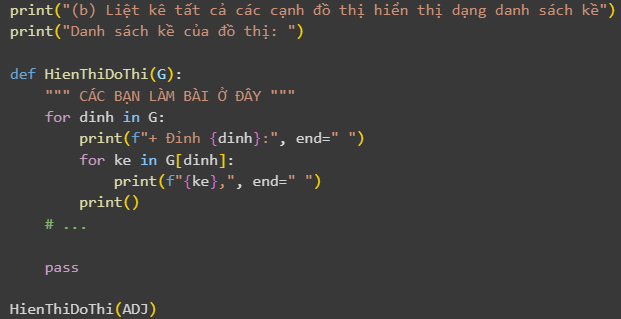 print("(b) Liệt kê tất cả các cạnh đồ thị hiển thị dạng danh sách kề")
print("Danh sách kề của đồ thị: ")
def HienThiDoThi(G):
""" CÁC BẠN LÀM BÀI Ở ĐÂY """
for dinh in G:
print(f"+ Đỉnh {dinh}:", end=" ")
for ke in G[dinh]:
print(f"{ke},", end=" ")
print()
# ...
pass
HienThiDoThi(ADJ)